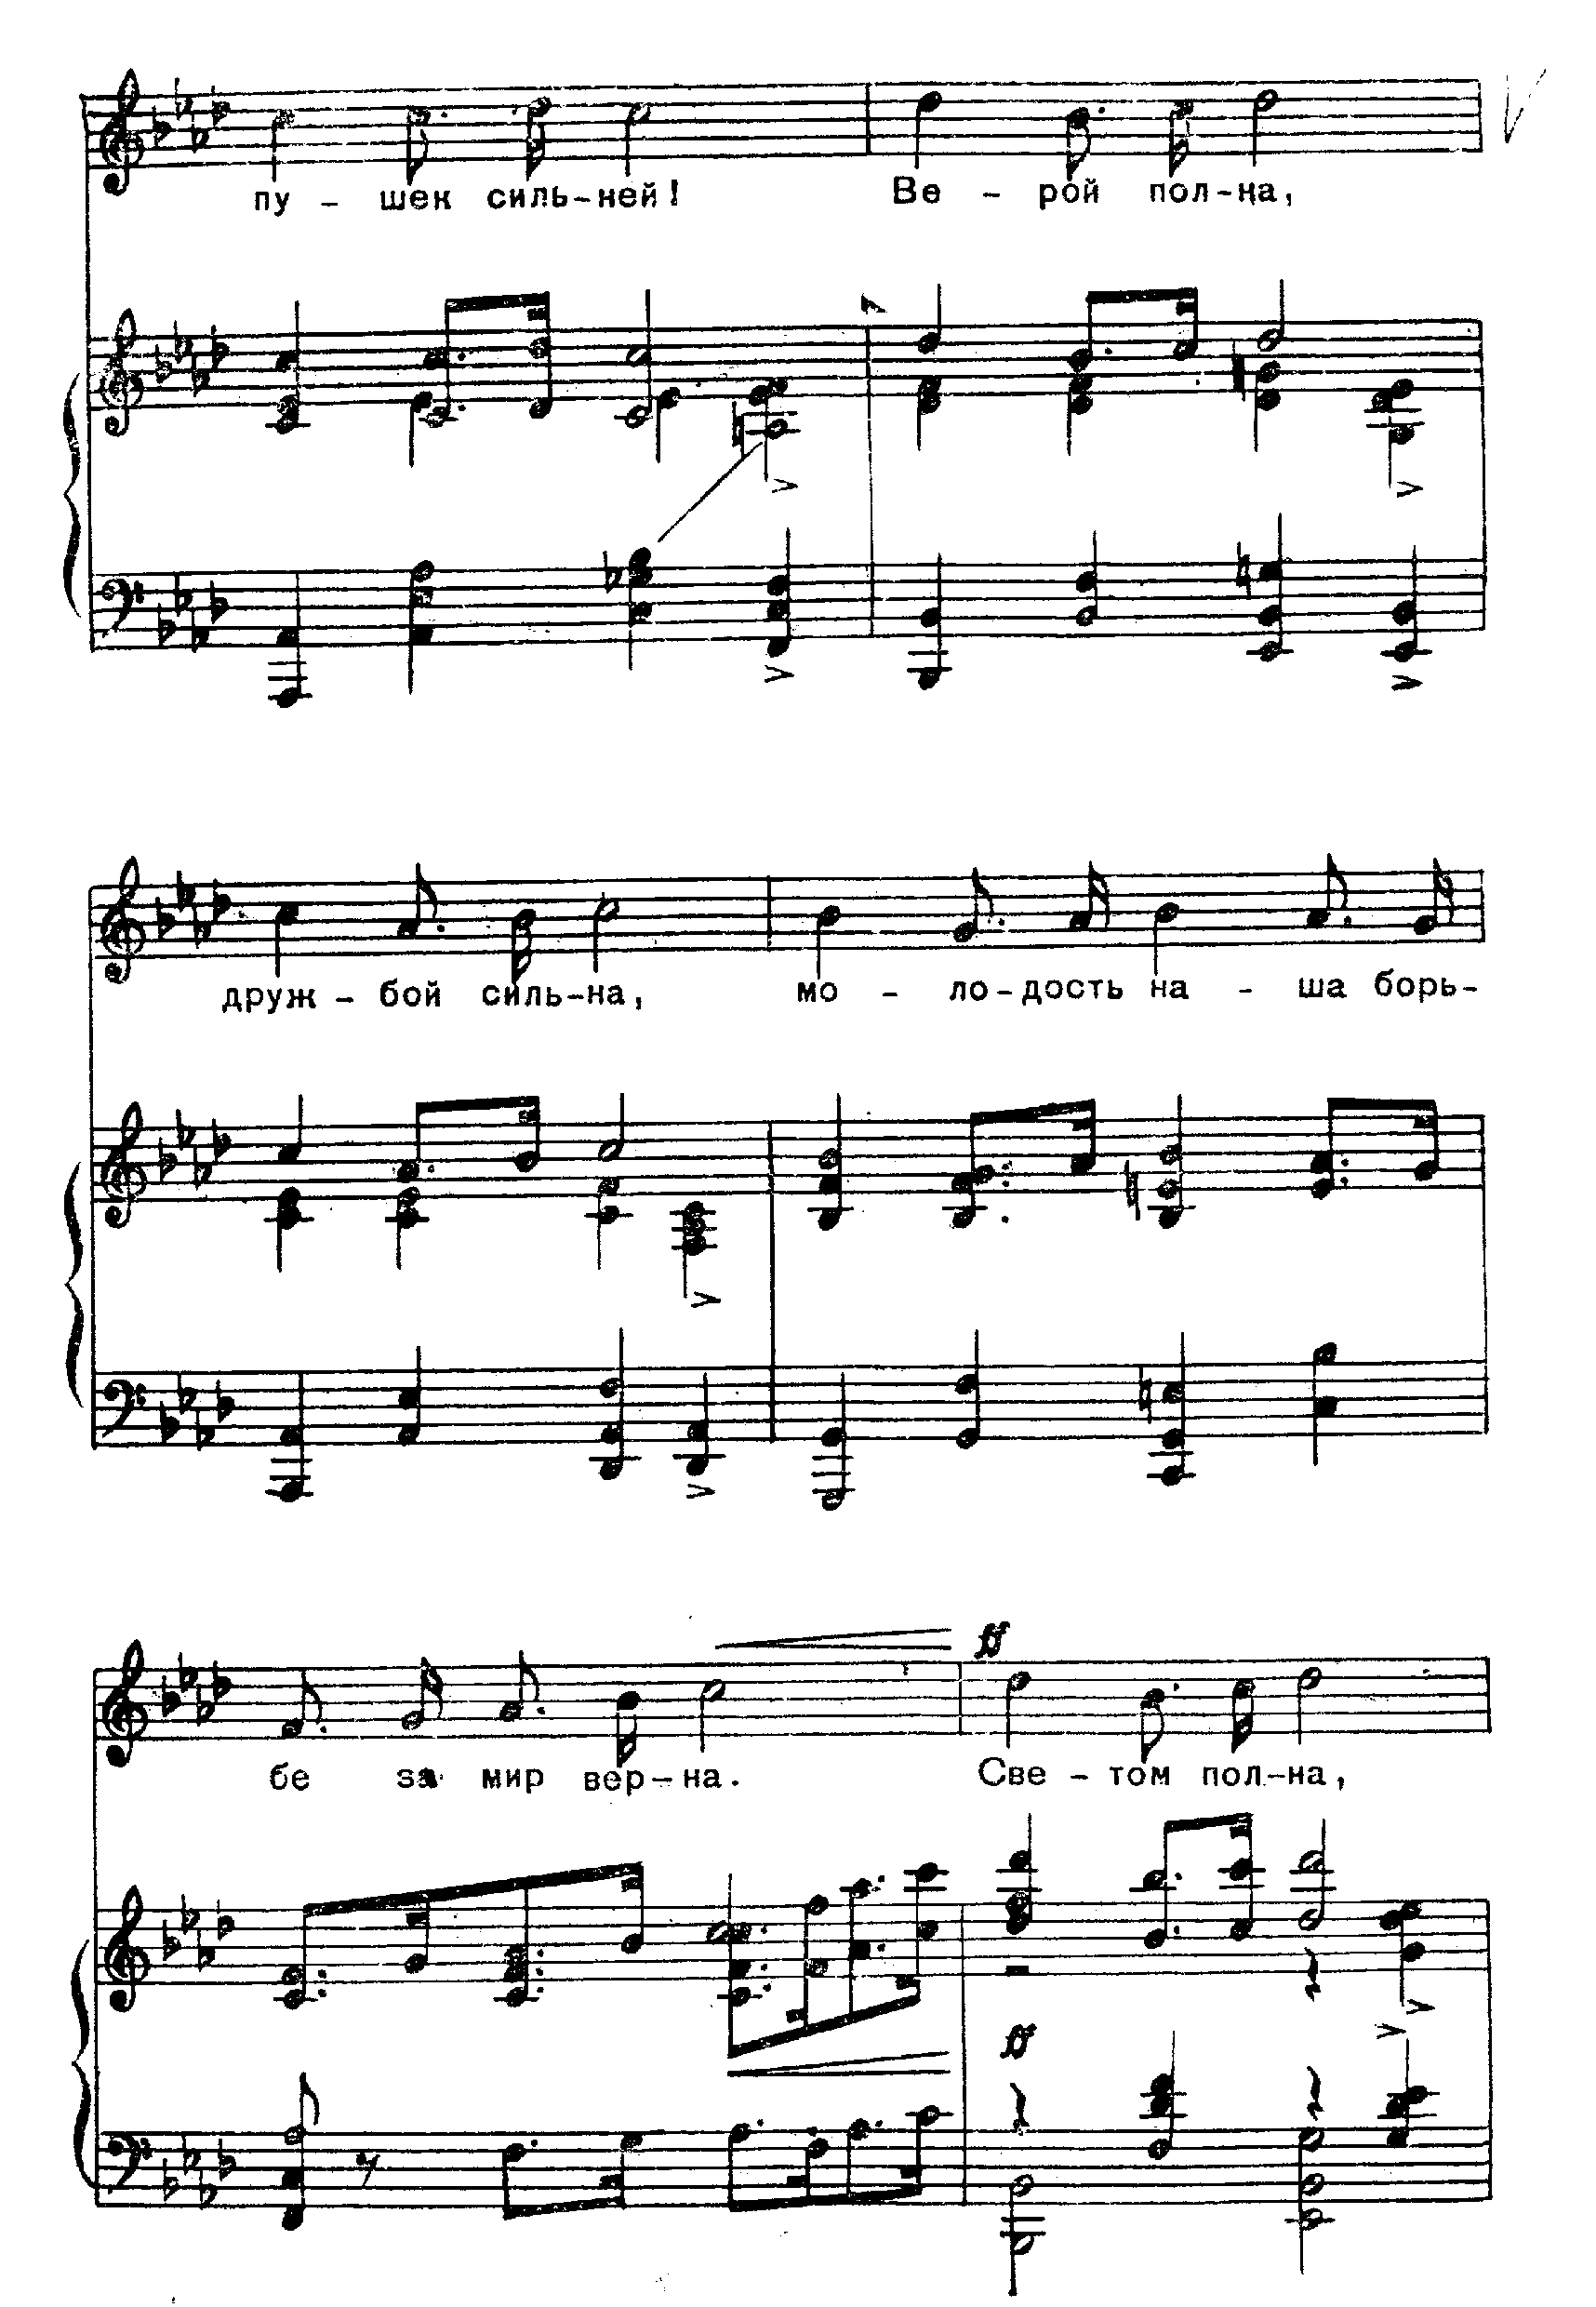 пу - шек силь-ней! Ве - рой пол-на,
друж - бой силь-на, мо - ло-дость на - ша борь-
ff
бе за мир вер-на. Све - том пол-на,
ff